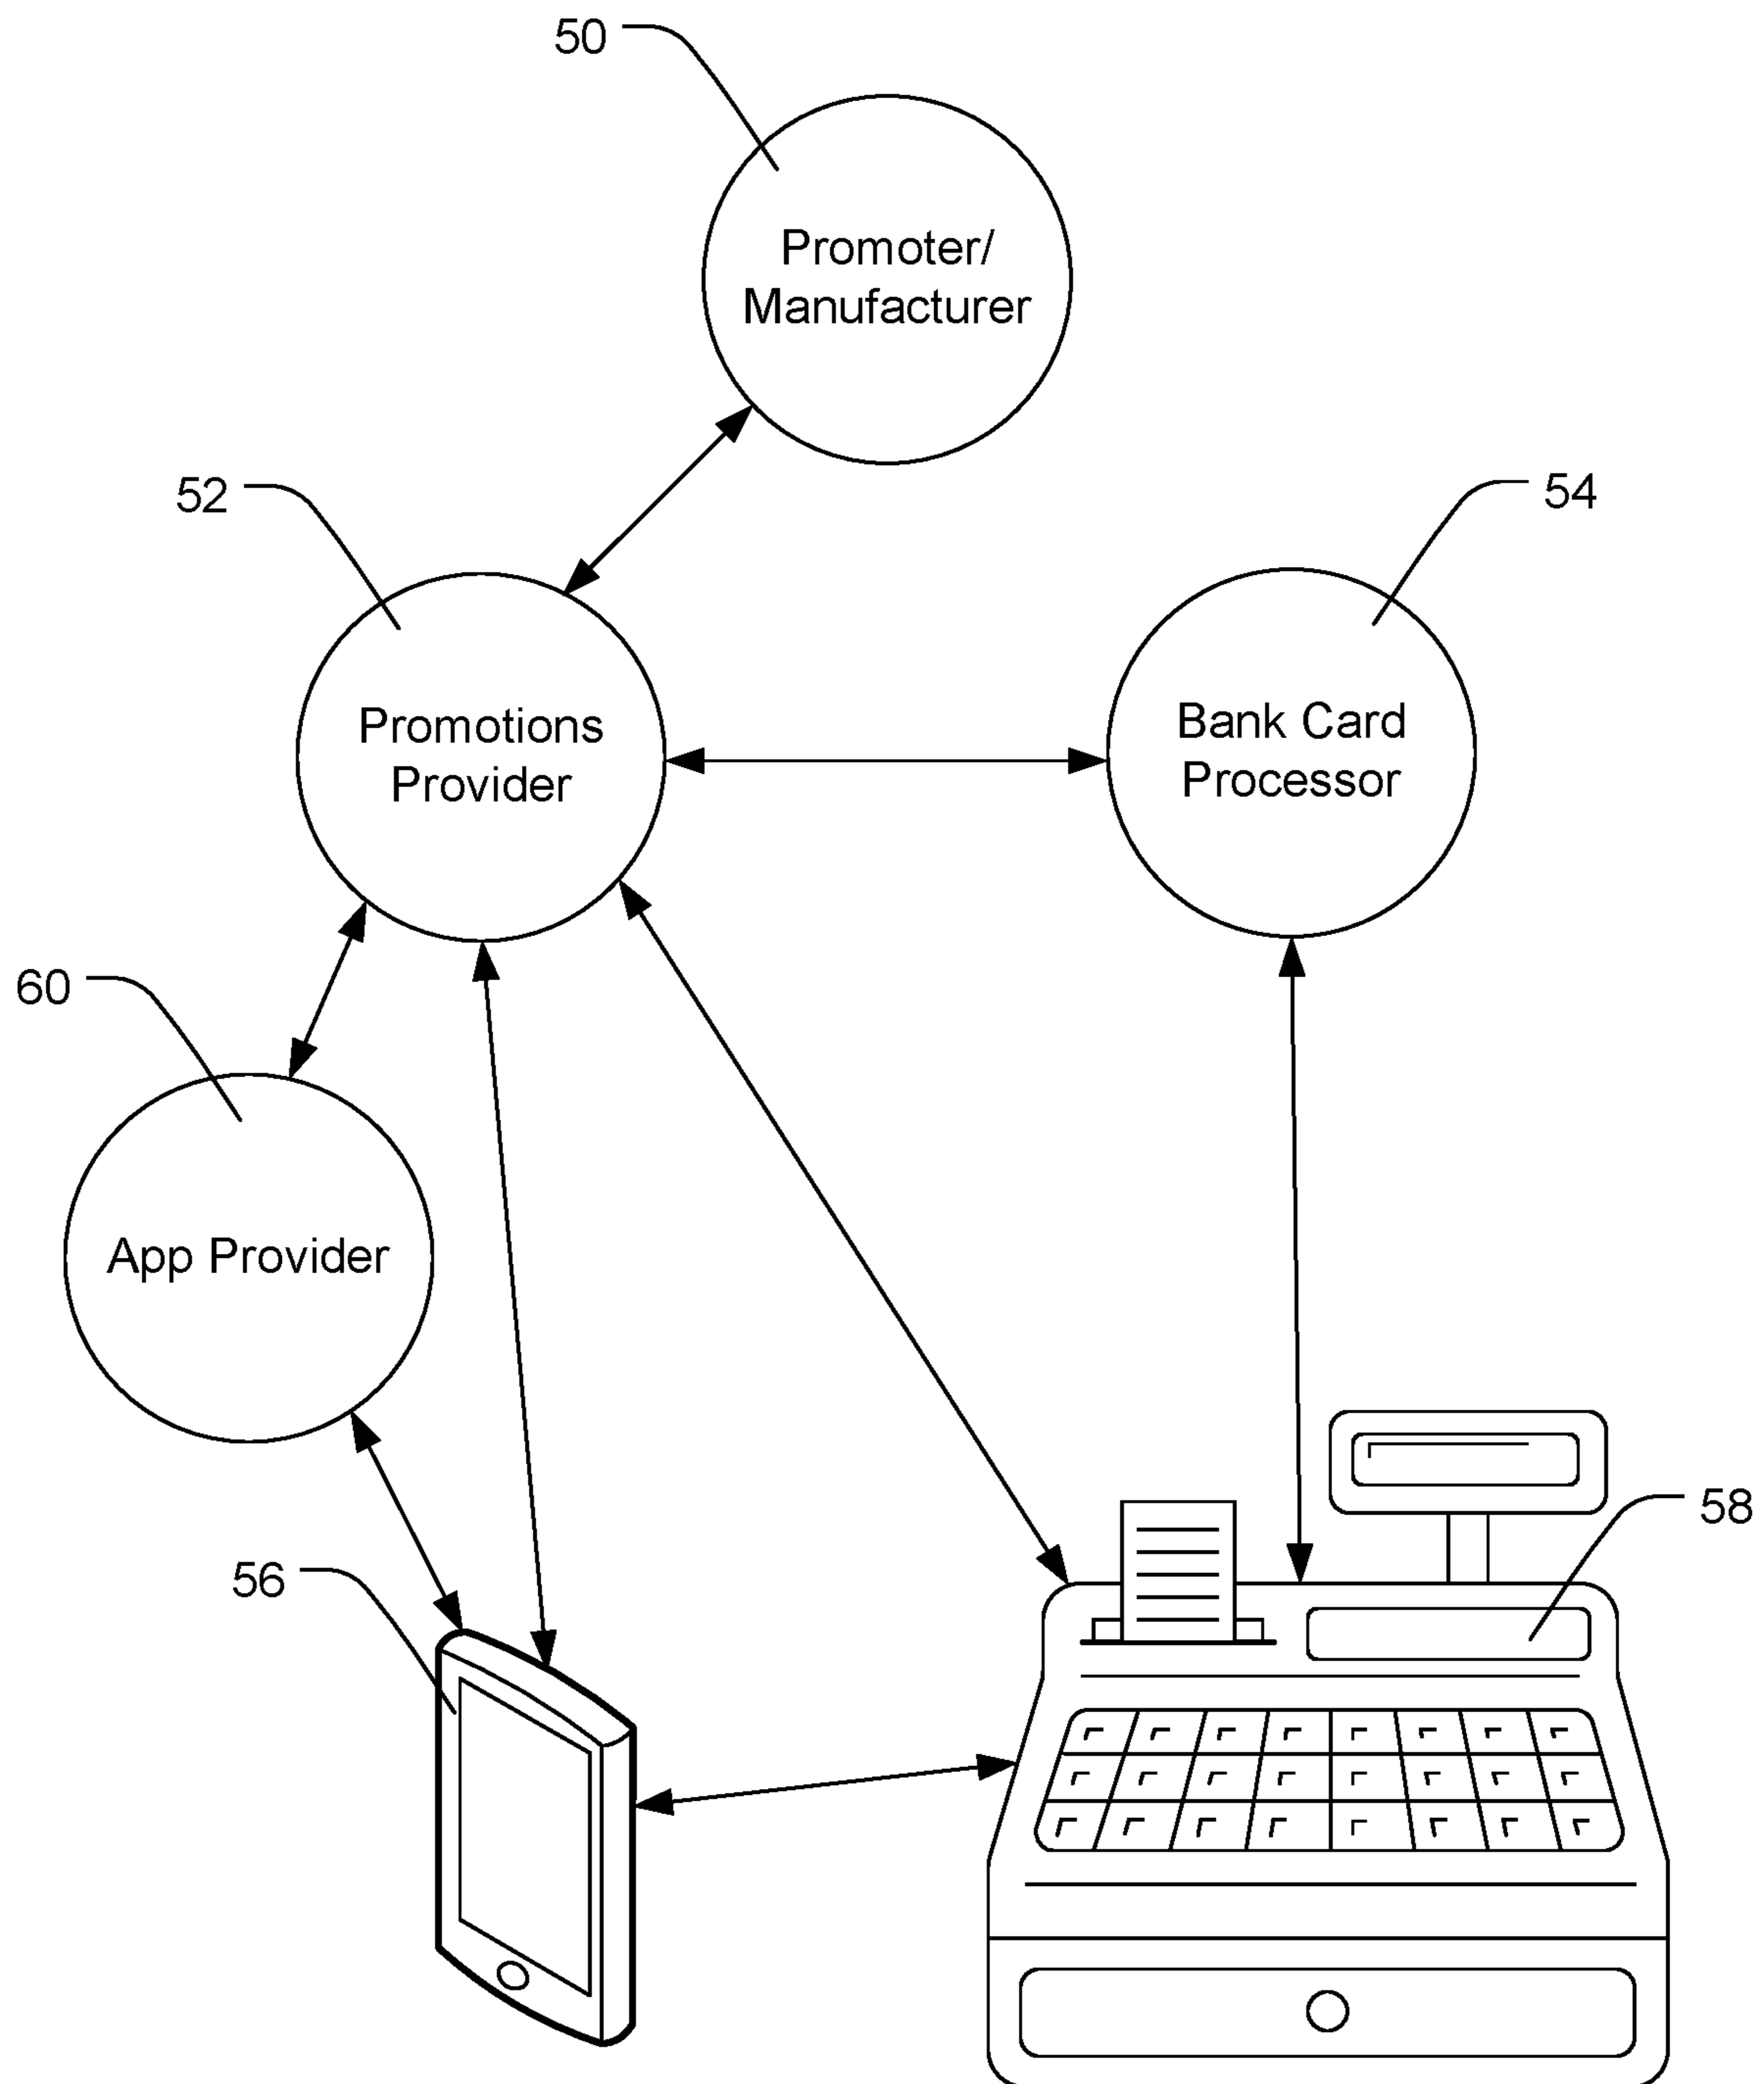 50
Promoter/
Manufacturer
52
54
Promotions
Provider
Bank Card
Processor
60
App Provider
58
56